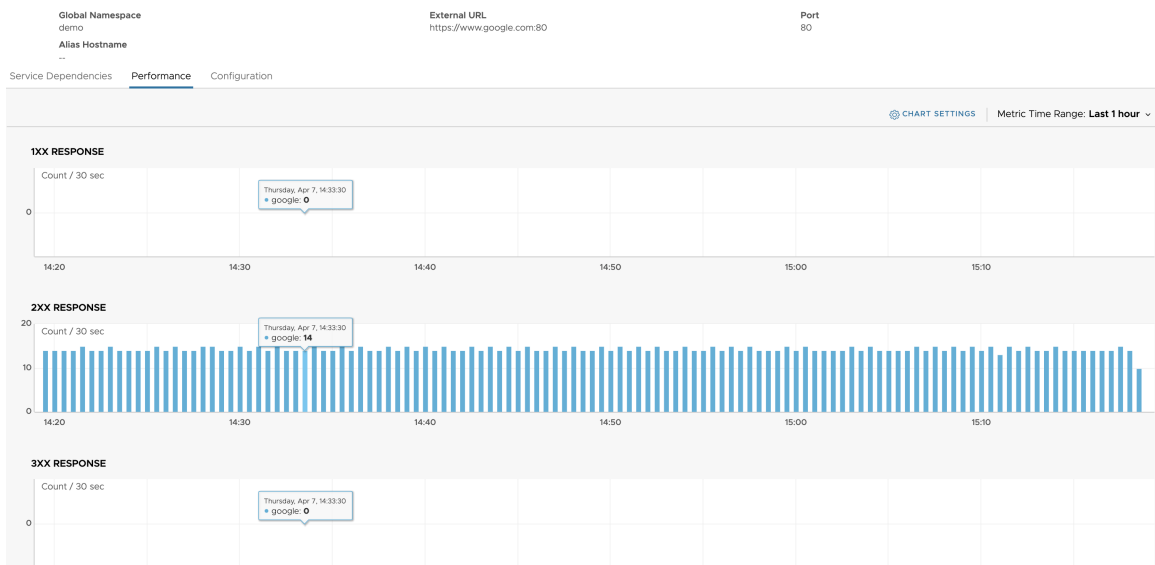 Global Namespace External URL Port
demo https://www.google.com:80 80
Alias Hostname
--
Service Dependencies Performance Configuration
CHART SETTINGS Metric Time Range: Last 1 hour
1XX RESPONSE
Count / 30 sec
Thursday, Apr 7, 14:33:30
google: 0
0
14:20 14:30 14:40 14:50 15:00 15:10
2XX RESPONSE
20
Count / 30 sec
Thursday, Apr 7, 14:33:30
google: 14
10
0
14:20 14:30 14:40 14:50 15:00 15:10
3XX RESPONSE
Count / 30 sec
Thursday, Apr 7, 14:33:30
google: 0
0